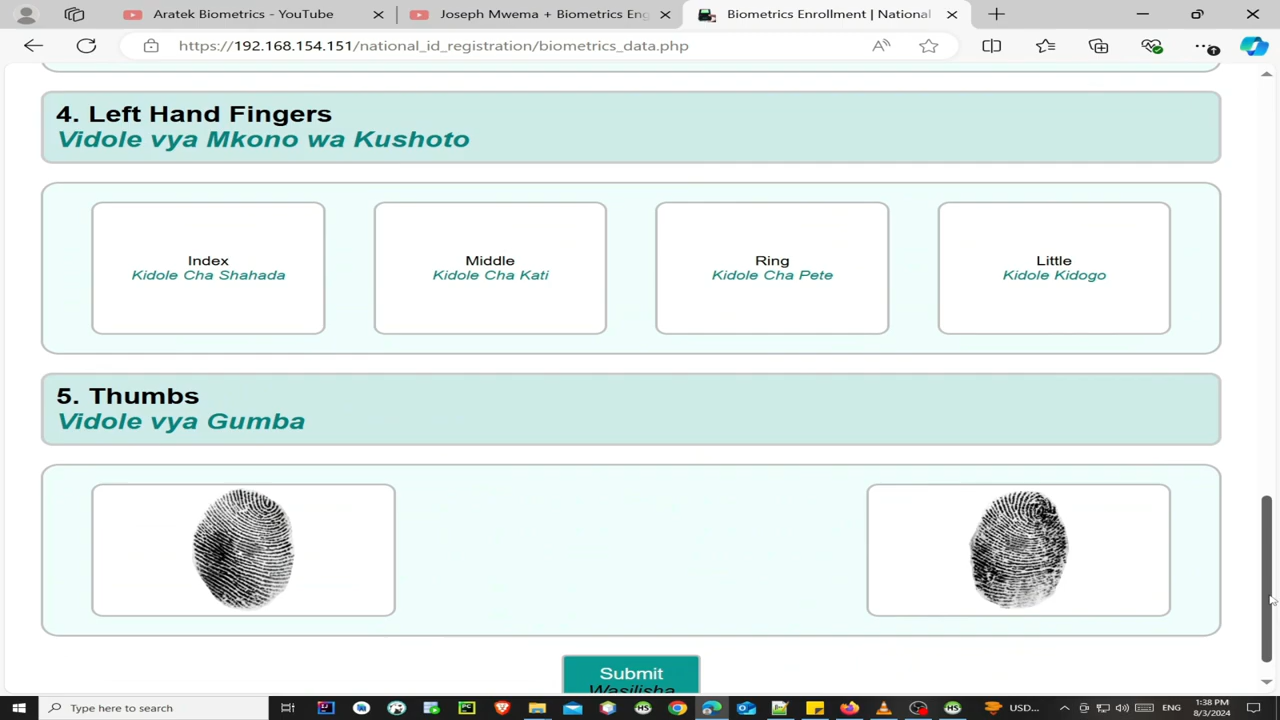 Aratek Biometrics - YouTube
Joseph Mwema + Biometrics Eng
Biometrics Enrollment | National
https://192.168.154.151/national_id_registration/biometrics_data.php
4. Left Hand Fingers
Vidole vya Mkono wa Kushoto
Index
Kidole Cha Shahada
Middle
Kidole Cha Kati
Ring
Kidole Cha Pete
Little
Kidole Kidogo
5. Thumbs
Vidole vya Gumba
Submit
Wasilisha
Type here to search
USD...
ENG
1:38 PM
8/3/2024